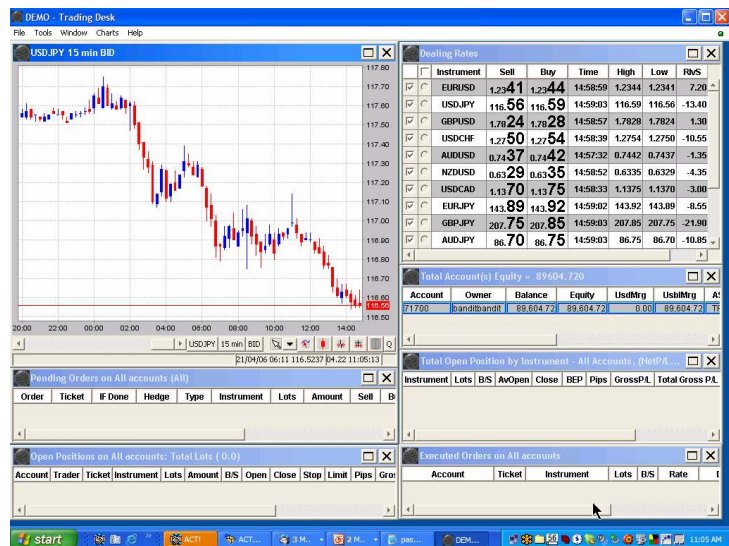 DEMO - Trading Desk
File Tools Window Charts Help
USDJPY 15 min BID
117.80
117.70
117.60
117.50
117.40
117.30
117.20
117.10
117.00
116.90
116.80
116.70
116.60
116.56
116.50
20:00 22:00 00:00 02:00 04:00 06:00 08:00 10:00 12:00 14:00
USDJPY 15 min BID Q
21/04/06 06:11 116.5237 04.22 11:05:13
Dealing Rates
Instrument Sell Buy Time High Low RlvS
EURUSD 1.2341 1.2344 14:58:59 1.2344 1.2341 7.20
USDJPY 116.56 116.59 14:59:03 116.59 116.56 -13.40
GBPUSD 1.7824 1.7828 14:58:57 1.7828 1.7824 1.30
USDCHF 1.2750 1.2754 14:58:39 1.2754 1.2750 -10.55
AUDUSD 0.7437 0.7442 14:57:32 0.7442 0.7437 -1.35
NZDUSD 0.6329 0.6335 14:58:52 0.6335 0.6329 -4.35
USDCAD 1.1370 1.1375 14:58:33 1.1375 1.1370 -3.00
EURJPY 143.89 143.92 14:59:02 143.92 143.89 -8.55
GBPJPY 207.75 207.85 14:59:03 207.85 207.75 -21.90
AUDJPY 86.70 86.75 14:59:03 86.75 86.70 -10.85
Total Account(s) Equity - 89604.720
Account Owner Balance Equity UsdMrg UsblMrg
71700 banditbandit 89,604.72 89,604.72 0.00 89,604.72
Total Open Position by Instrument - All Accounts, (NetP/L...
Instrument Lots B/S AvOpen Close BEP Pips GrossP/L Total Gross P/L
Pending Orders on All accounts (All)
Order Ticket IF Done Hedge Type Instrument Lots Amount Sell
Open Positions on All accounts: Total Lots ( 0.0)
Account Trader Ticket Instrument Lots Amount B/S Open Close Stop Limit Pips Gros
Executed Orders on All accounts
Account Ticket Instrument Lots B/S Rate
start ACT! ACT... 3 M.. 2 M.. pas... DEM... 11:05 AM